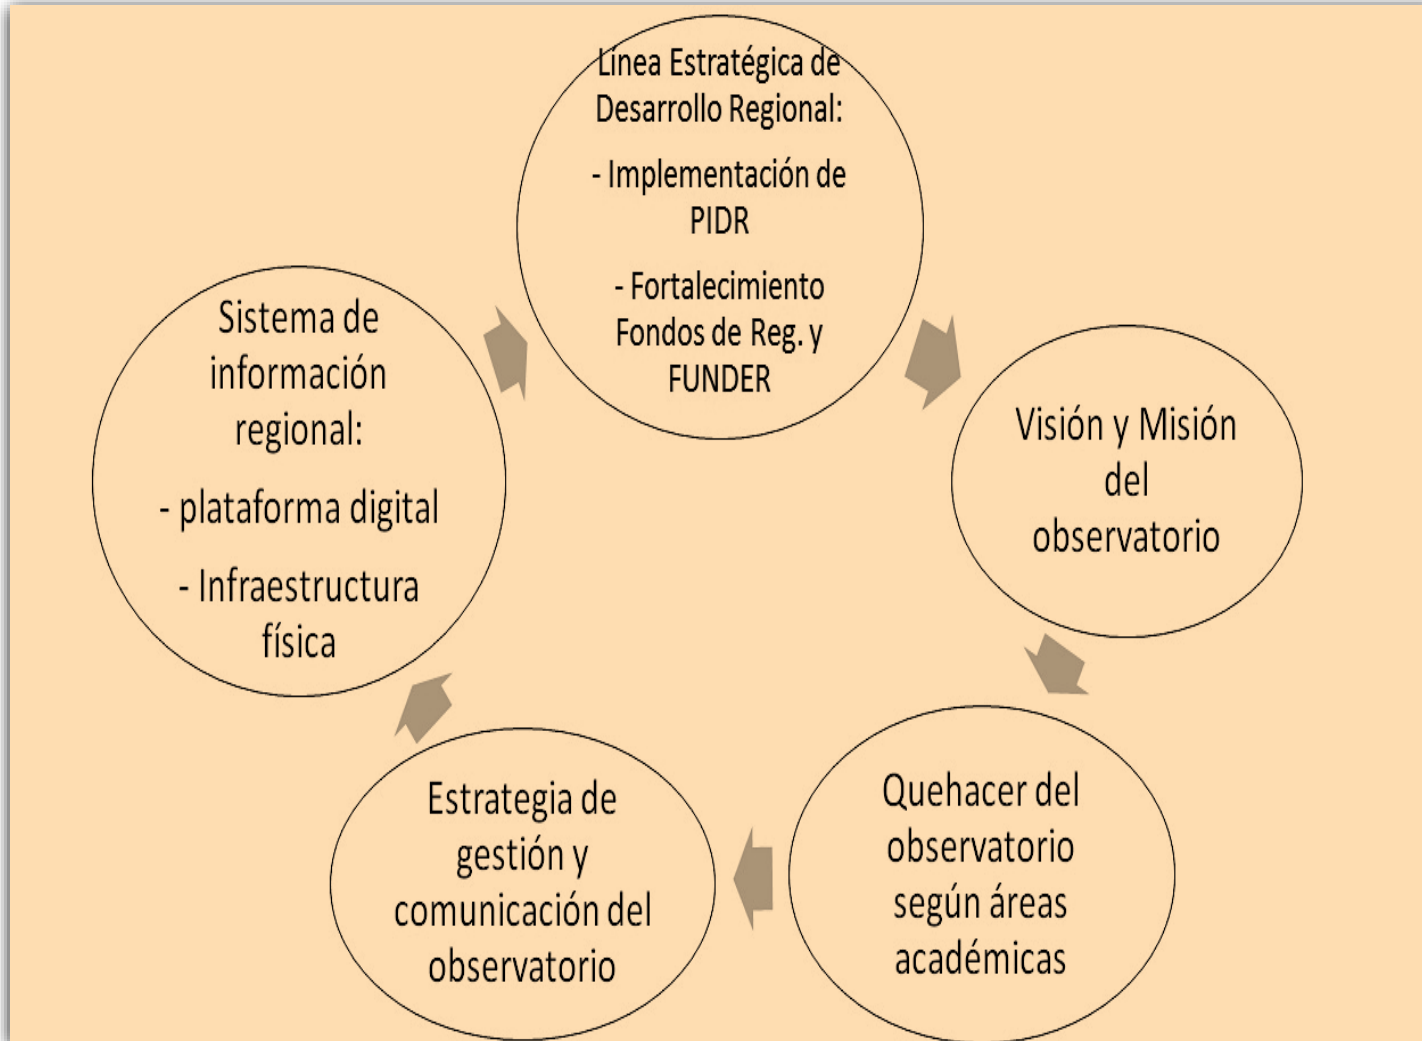 Línea Estratégica de
Desarrollo Regional:
- Implementación de
PIDR
- Fortalecimiento
Fondos de Reg. y
FUNDER
Visión y Misión
del
observatorio
Quehacer del
observatorio
según áreas
académicas
Estrategia de
gestión y
comunicación del
observatorio
Sistema de
información
regional:
- plataforma digital
- Infraestructura
física